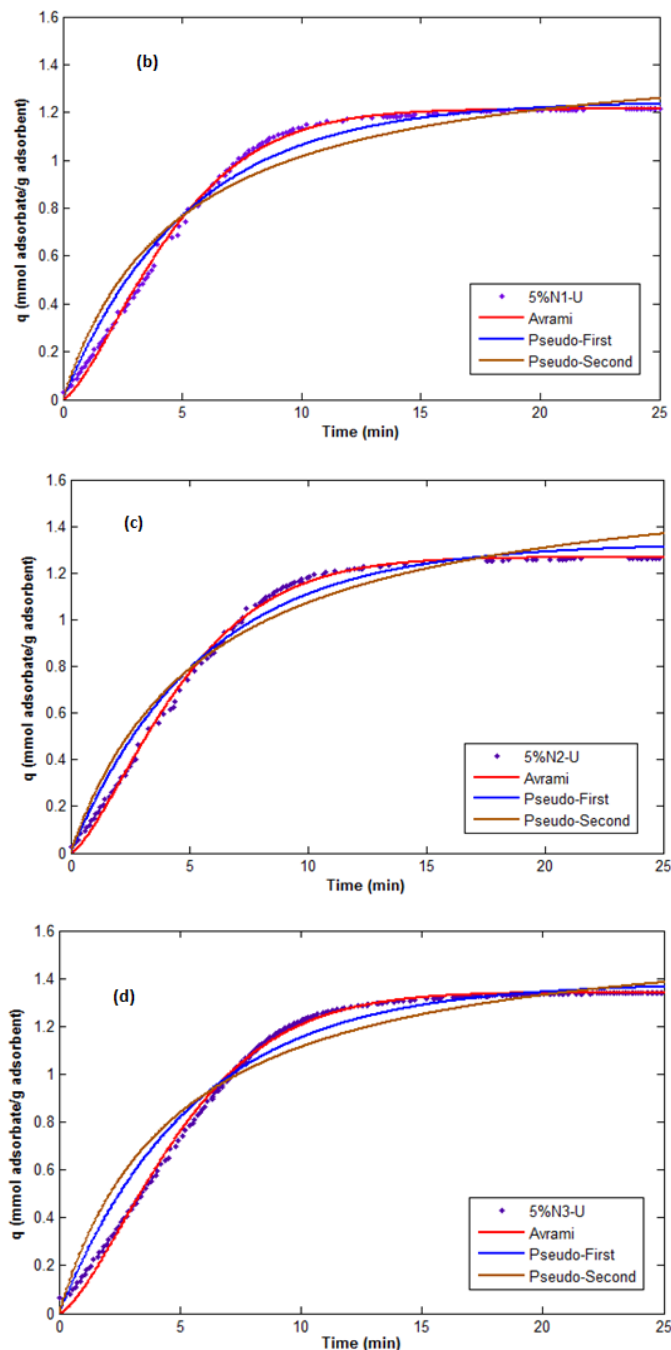 1.6
(b)
1.4
1.2
1
0.8
0.6
0.4
0.2
0
q (mmol adsorbate/g adsorbent)
5%N1-U
Avrami
Pseudo-First
Pseudo-Second
0 5 10 15 20 25
Time (min)
1.6
(c)
1.4
1.2
1
0.8
0.6
0.4
0.2
0
q (mmol adsorbate/g adsorbent)
5%N2-U
Avrami
Pseudo-First
Pseudo-Second
0 5 10 15 20 25
Time (min)
1.6
(d)
1.4
1.2
1
0.8
0.6
0.4
0.2
0
q (mmol adsorbate/g adsorbent)
5%N3-U
Avrami
Pseudo-First
Pseudo-Second
0 5 10 15 20 25
Time (min)